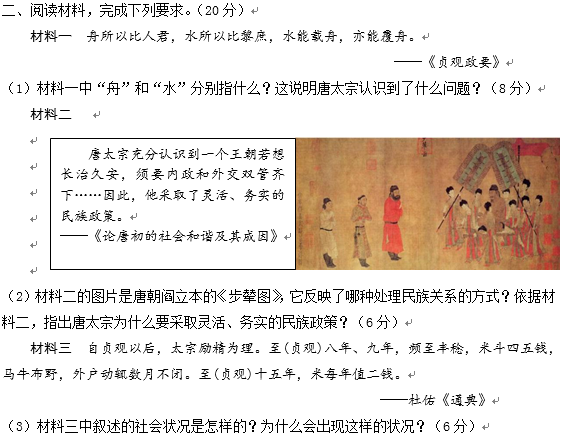 二、阅读材料，完成下列要求。（20分）
材料一　舟所以比人君，水所以比黎庶，水能载舟，亦能覆舟。
——《贞观政要》
（1）材料一中“舟”和“水”分别指什么？这说明唐太宗认识到了什么问题？（8分）
材料二
唐太宗充分认识到一个王朝若想
长治久安，须要内政和外交双管齐
下……因此，他采取了灵活、务实的
民族政策。
——《论唐初的社会和谐及其成因》
（2）材料二的图片是唐朝阎立本的《步辇图》，它反映了哪种处理民族关系的方式？依据材
料二，指出唐太宗为什么要采取灵活、务实的民族政策？（6分）
材料三　自贞观以后，太宗励精为理。至（贞观）八年、九年，频至丰稔，米斗四五钱，
马牛布野，外户动辄数月不闭。至（贞观）十五年，米每年值二钱。
——杜佑《通典》
（3）材料三中叙述的社会状况是怎样的？为什么会出现这样的状况？（6分）